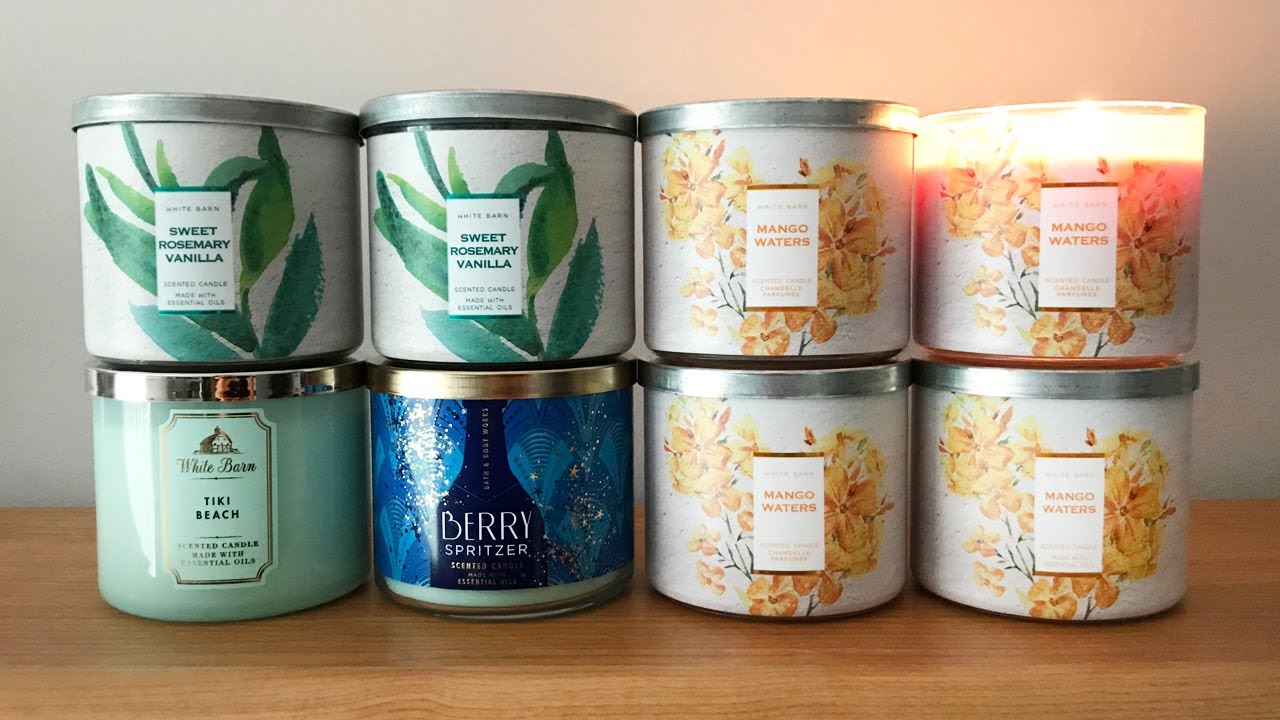 WHITE BARN
SWEET
ROSEMARY
VANILLA
SCENTED CANDLE
MADE WITH
ESSENTIAL OILS
WHITE BARN
SWEET
ROSEMARY
VANILLA
SCENTED CANDLE
MADE WITH
ESSENTIAL OILS
WHITE BARN
MANGO
WATERS
SCENTED CANDLE
CHANDELLE
PARFUMÉE
WHITE BARN
MANGO
WATERS
SCENTED CANDLE
CHANDELLE
PARFUMÉE
White Barn
TIKI
BEACH
SCENTED CANDLE
MADE WITH
ESSENTIAL OILS
BATH & BODY WORKS
BERRY
SPRITZER
SCENTED CANDLE
MADE WITH
ESSENTIAL OILS
WHITE BARN
MANGO
WATERS
SCENTED CANDLE
CHANDELLE
PARFUMÉE
WHITE BARN
MANGO
WATERS
SCENTED CANDLE
MADE WITH
ESSENTIAL OILS